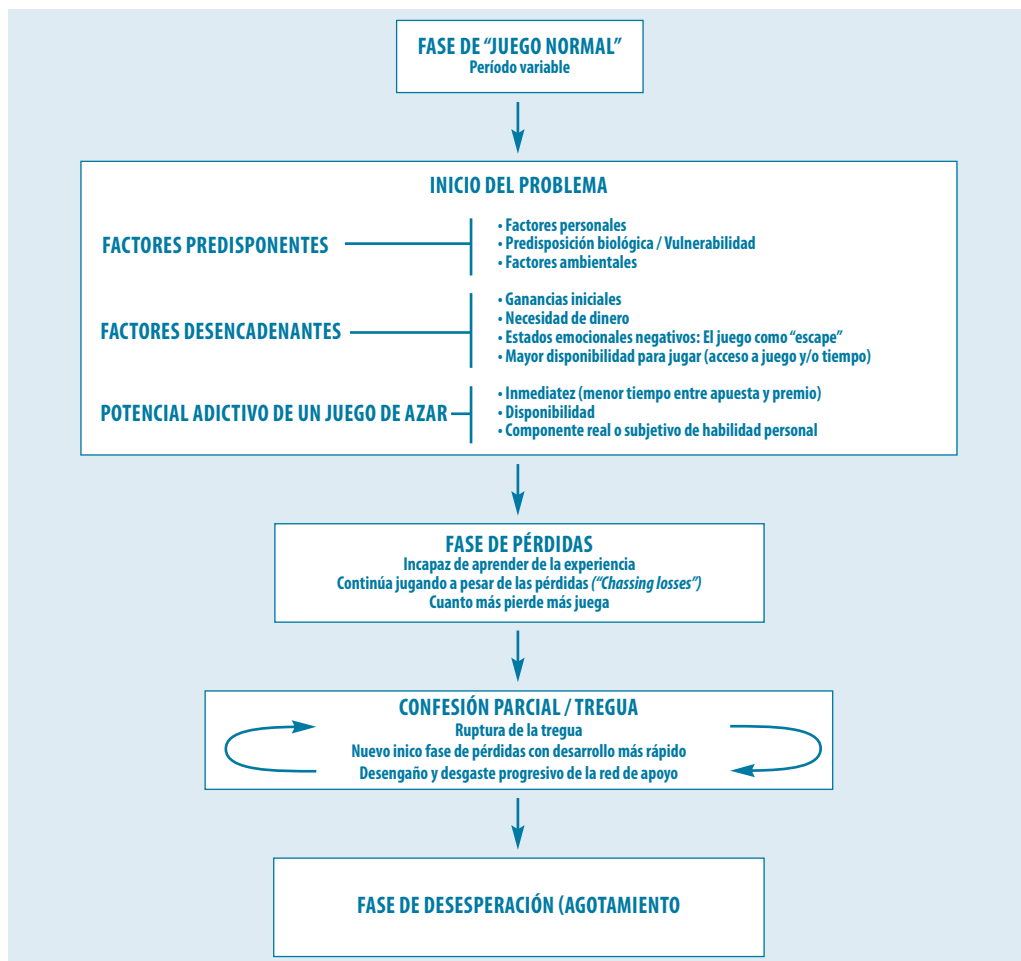 FASE DE “JUEGO NORMAL”
Período variable
INICIO DEL PROBLEMA
FACTORES PREDISPONENTES
• Factores personales
• Predisposición biológica / Vulnerabilidad
• Factores ambientales
FACTORES DESENCADENANTES
• Ganancias iniciales
• Necesidad de dinero
• Estados emocionales negativos: El juego como “escape”
• Mayor disponibilidad para jugar (acceso a juego y/o tiempo)
POTENCIAL ADICTIVO DE UN JUEGO DE AZAR
• Inmediatez (menor tiempo entre apuesta y premio)
• Disponibilidad
• Componente real o subjetivo de habilidad personal
FASE DE PÉRDIDAS
Incapaz de aprender de la experiencia
Continúa jugando a pesar de las pérdidas (“Chassing losses”)
Cuanto más pierde más juega
CONFESIÓN PARCIAL / TREGUA
Ruptura de la tregua
Nuevo inico fase de pérdidas con desarrollo más rápido
Desengaño y desgaste progresivo de la red de apoyo
FASE DE DESESPERACIÓN (AGOTAMIENTO